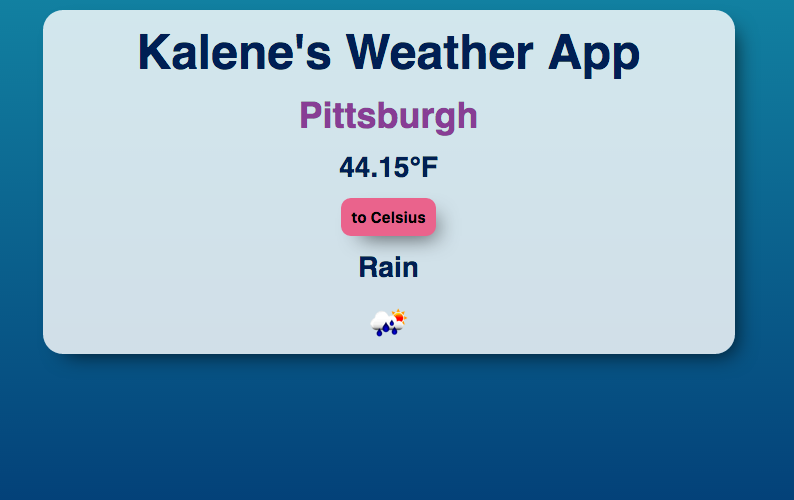 Kalene's Weather App
Pittsburgh
44.15°F
to Celsius
Rain